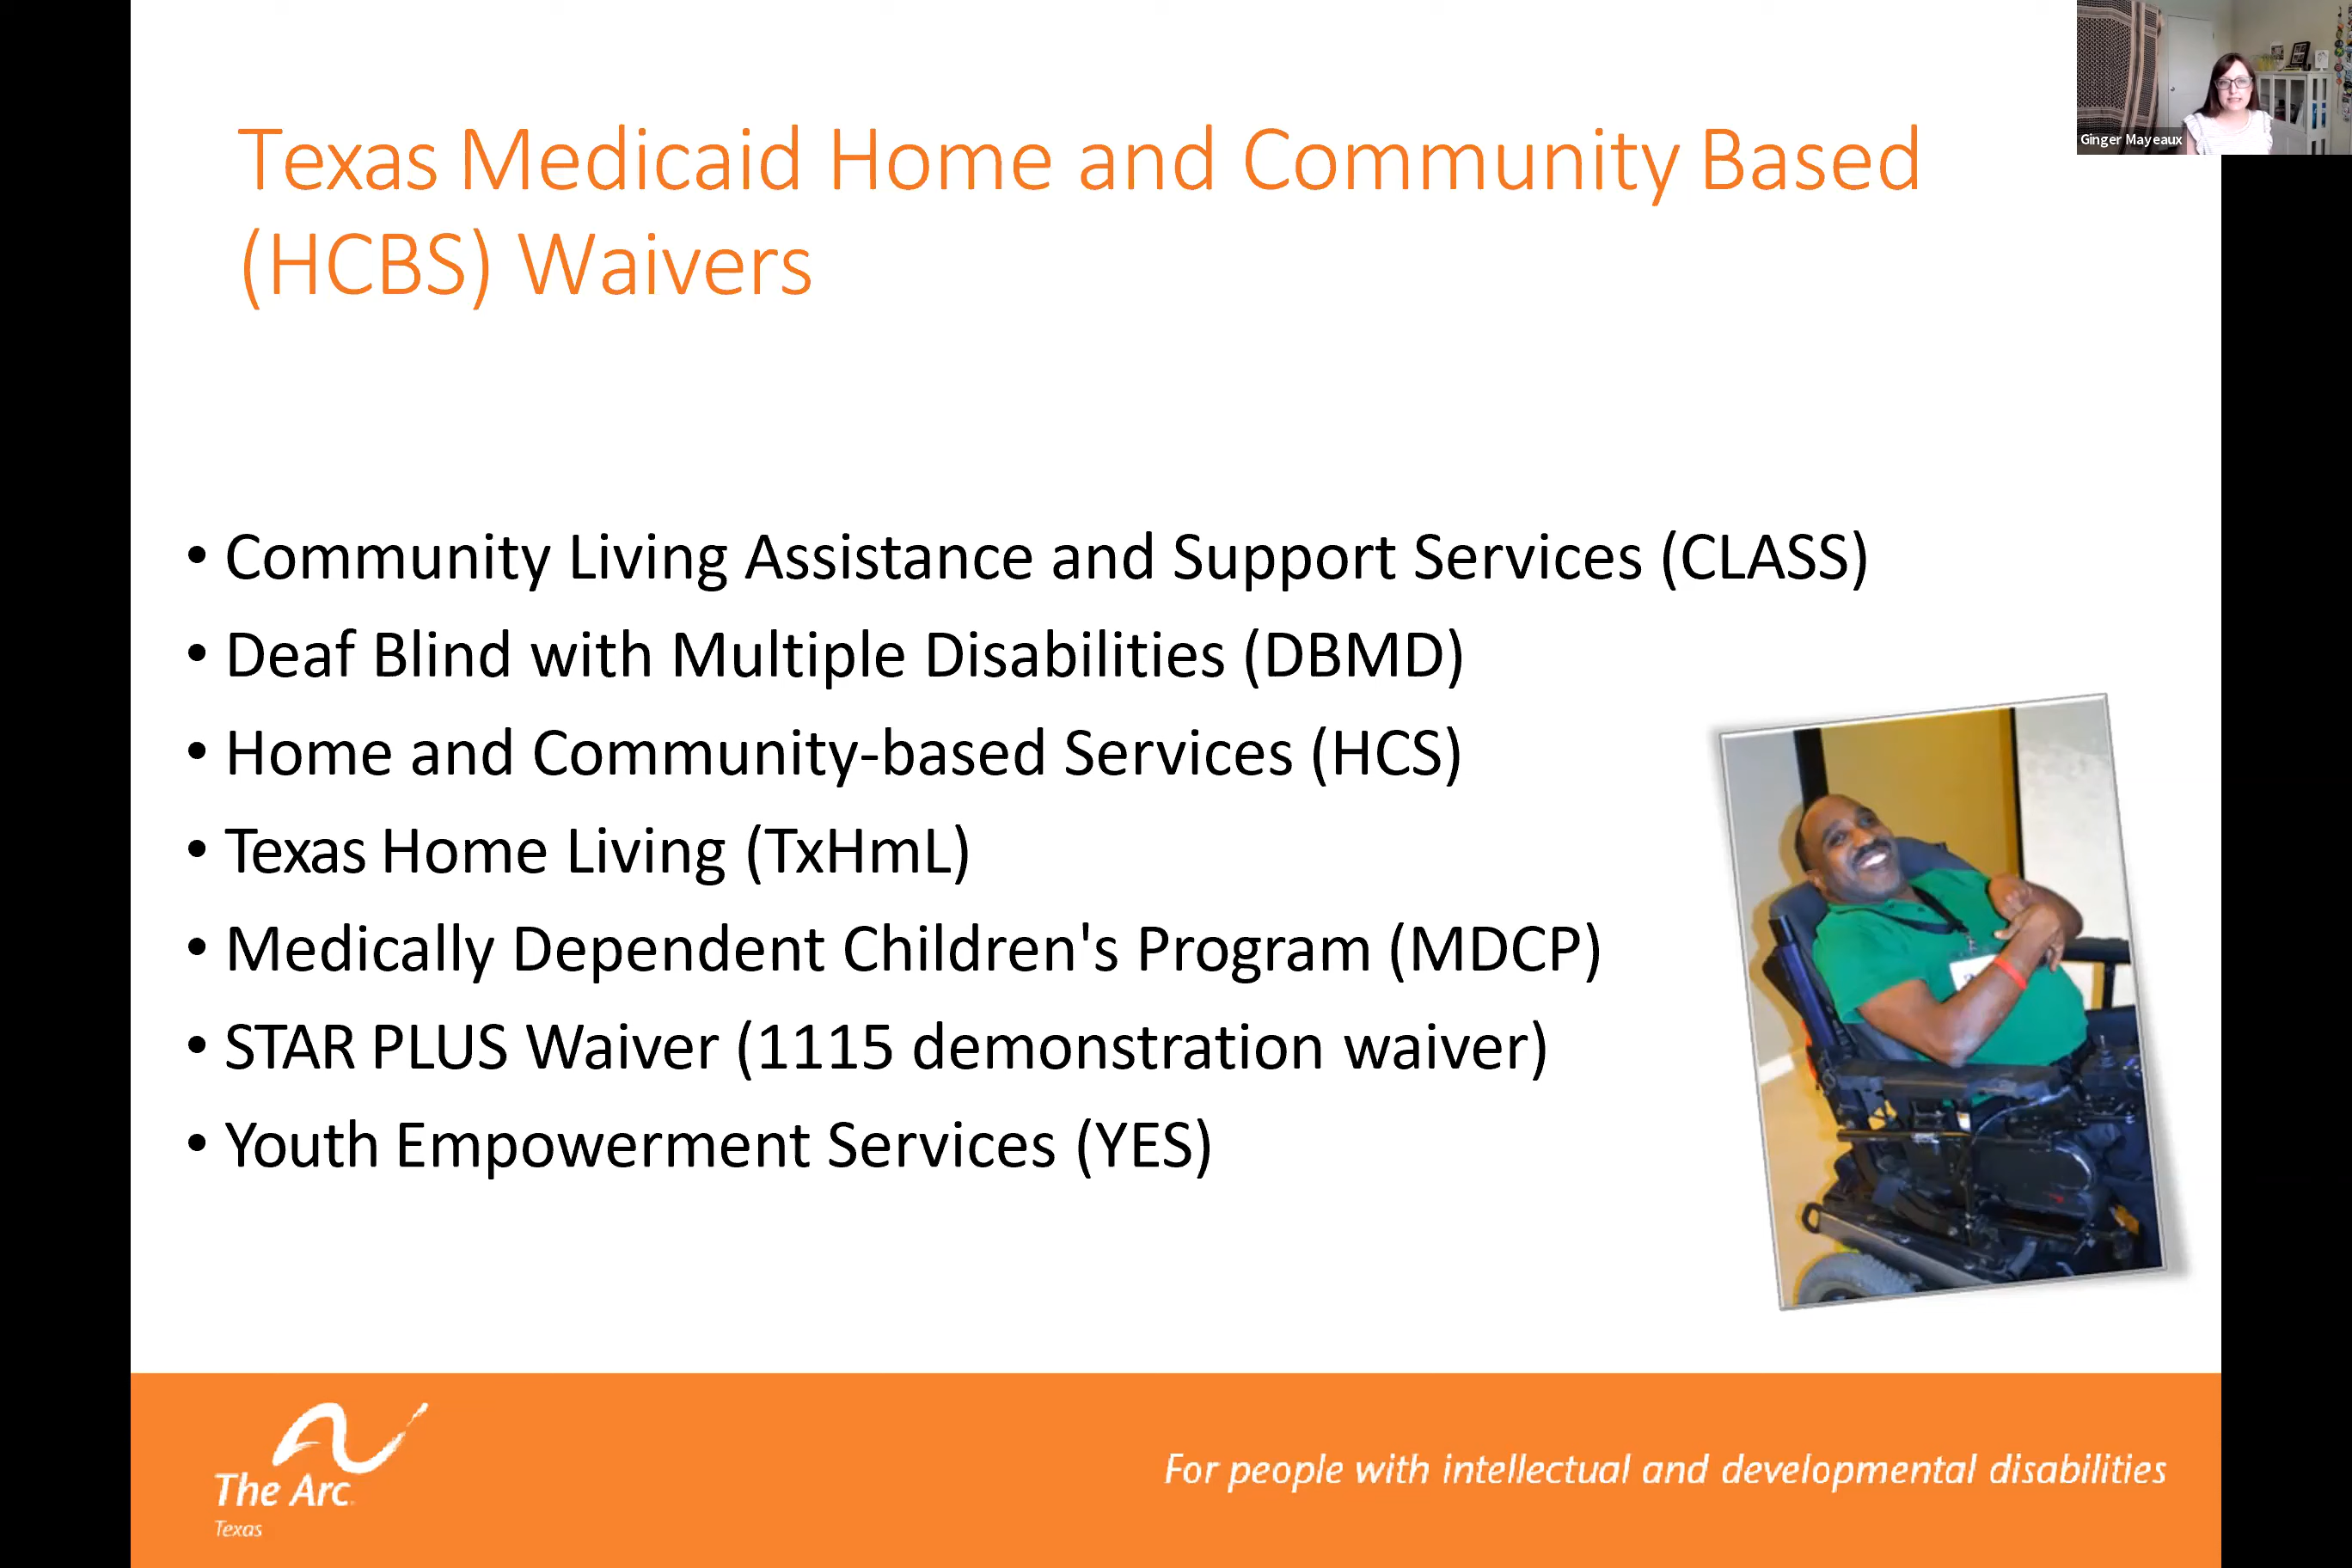 Texas Medicaid Home and Community Based
(HCBS) Waivers
Ginger Mayeaux
• Community Living Assistance and Support Services (CLASS)
• Deaf Blind with Multiple Disabilities (DBMD)
• Home and Community-based Services (HCS)
• Texas Home Living (TxHmL)
• Medically Dependent Children's Program (MDCP)
• STAR PLUS Waiver (1115 demonstration waiver)
• Youth Empowerment Services (YES)
The Arc
Texas
For people with intellectual and developmental disabilities